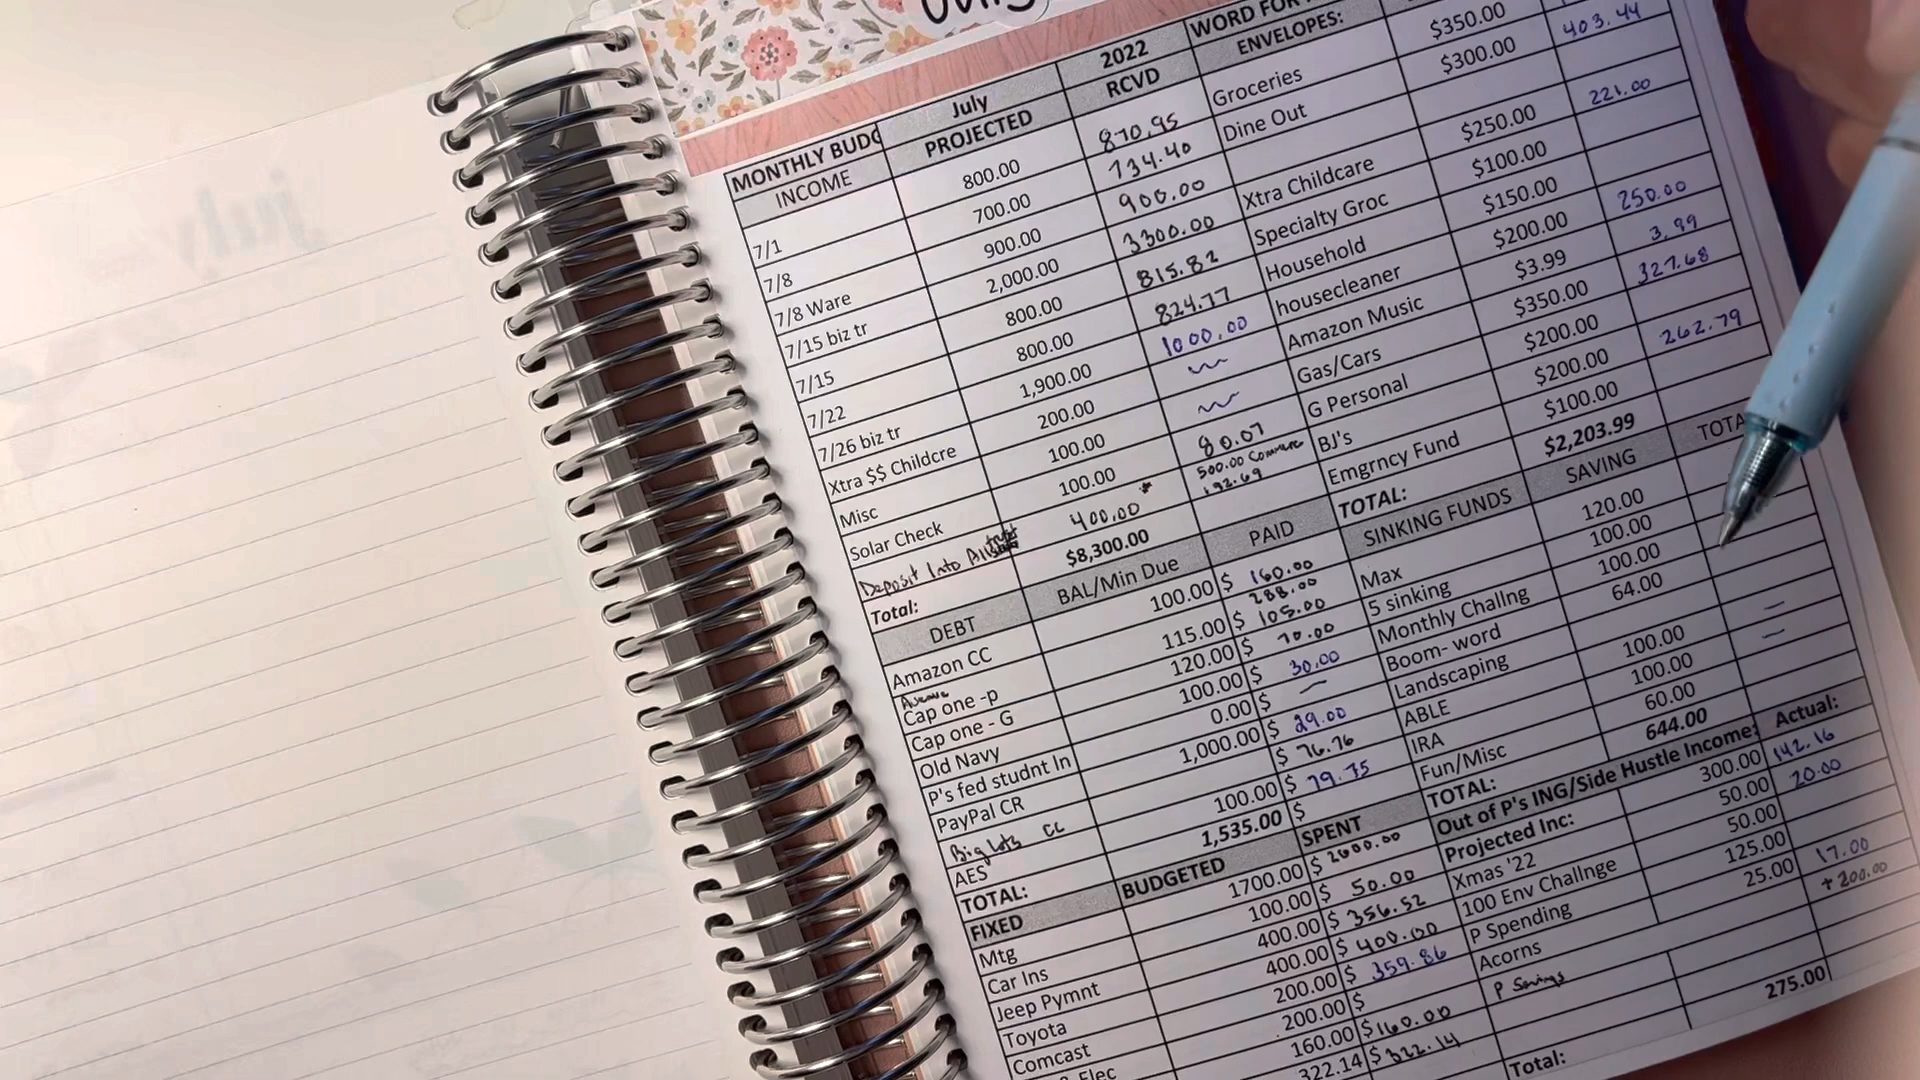 MONTHLY BUDG July 2022
INCOME PROJECTED RCVD
7/1 800.00 870.95
7/8 700.00 734.40
7/8 Ware 900.00 900.00
7/15 biz tr 2,000.00 3300.00
7/15 800.00 815.82
7/22 800.00 824.77
7/26 biz tr 1,900.00 1000.00
Xtra $$ Childcre 200.00
Misc 100.00
Solar Check 100.00 80.07
Deposit Into 400.00 500.00
Total: $8,300.00
DEBT BAL/Min Due PAID
Amazon CC 100.00 $ 160.00
288.00
Cap one -p 115.00 $ 105.00
Cap one - G 120.00 $ 70.00
Old Navy 100.00 $ 30.00
P's fed studnt ln 0.00 $
PayPal CR 1,000.00 $ 29.00
Big Lots CC $ 76.76
AES 100.00 $ 79.75
TOTAL: 1,535.00 $
FIXED BUDGETED SPENT
Mtg 1700.00 $ 2000.00
Car Ins 100.00 $ 50.00
Jeep Pymnt 400.00 $ 356.52
Toyota 400.00 $ 400.00
Comcast 200.00 $ 359.86
Elec 200.00 $
160.00 $ 160.00
322.14 $ 322.14
WORD FOR
ENVELOPES:
Groceries $350.00 403.44
Dine Out $300.00
221.00
Xtra Childcare $250.00
Specialty Groc $100.00
Household $150.00 250.00
housecleaner $200.00 3.99
Amazon Music $3.99 327.68
Gas/Cars $350.00
G Personal $200.00 262.79
BJ's $200.00
Emgrncy Fund $100.00
TOTAL: $2,203.99
SINKING FUNDS SAVING TOTA
Max 120.00
5 sinking 100.00
Monthly Challng 100.00
Boom- word 64.00
Landscaping
ABLE 100.00
IRA 100.00
Fun/Misc 60.00
TOTAL: 644.00
Out of P's ING/Side Hustle Income: Actual:
Projected Inc: 300.00 142.16
Xmas '22 50.00 20.00
100 Env Challnge 50.00
P Spending 125.00 17.00
Acorns 25.00 + 200.00
P Savings
Total: 275.00